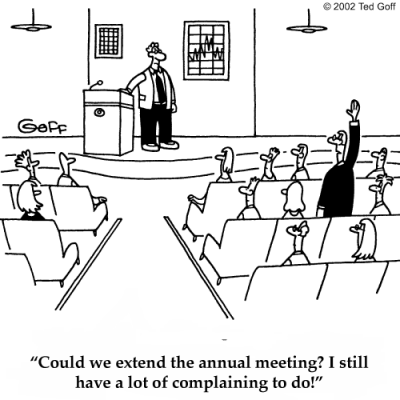 © 2002 Ted Goff
GOFF
“Could we extend the annual meeting? I still
have a lot of complaining to do!”